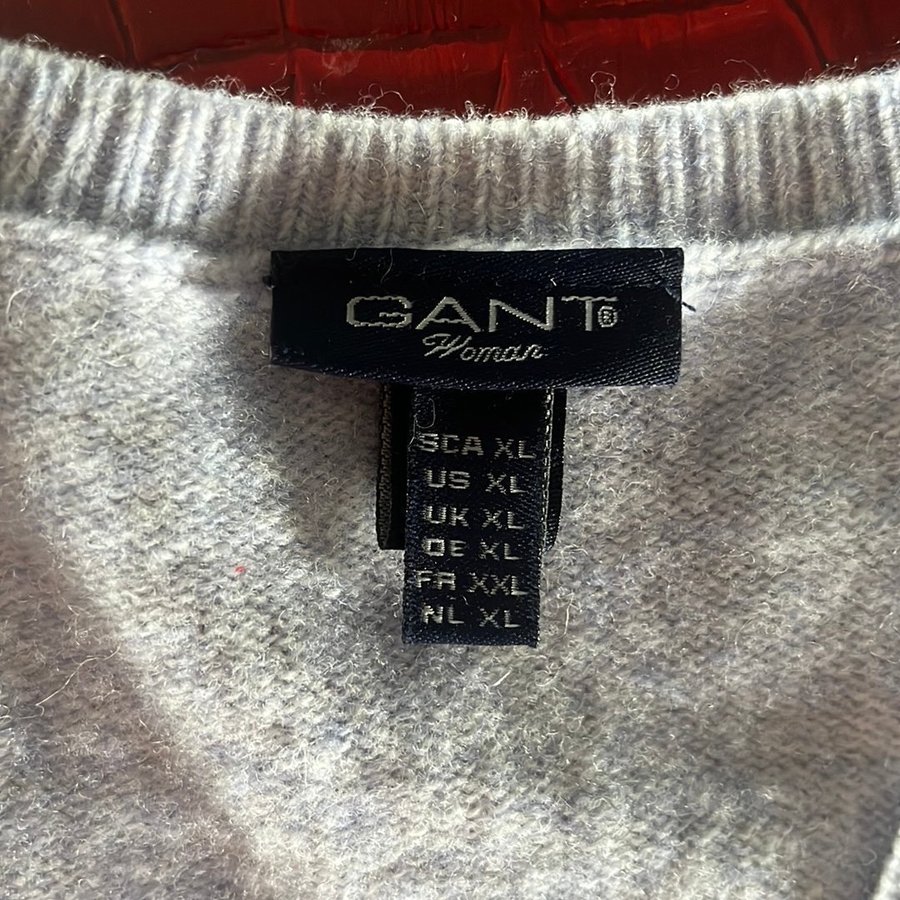 GANT®
Woman
SCA XL
US XL
UK XL
DE XL
FR XXL
NL XL